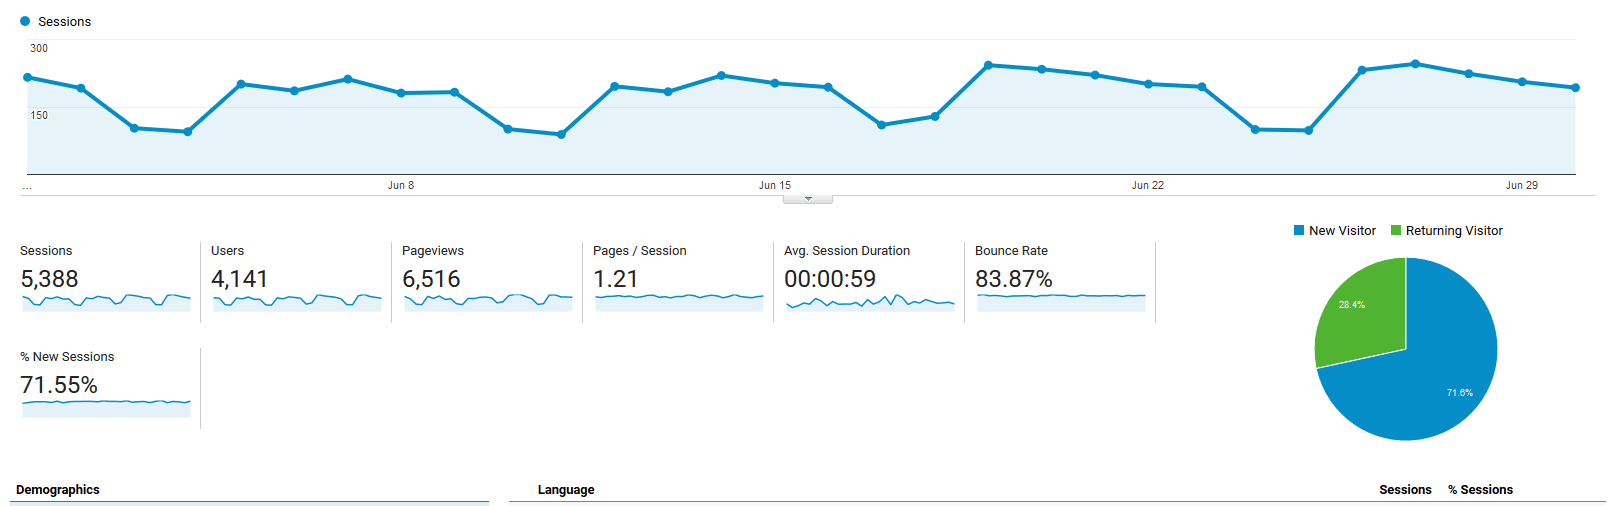 Sessions
300
150
...
Jun 8
Jun 15
Jun 22
Jun 29
Sessions
5,388
Users
4,141
Pageviews
6,516
Pages / Session
1.21
Avg. Session Duration
00:00:59
Bounce Rate
83.87%
% New Sessions
71.55%
New Visitor
Returning Visitor
28.4%
71.6%
Demographics
Language
Sessions
% Sessions